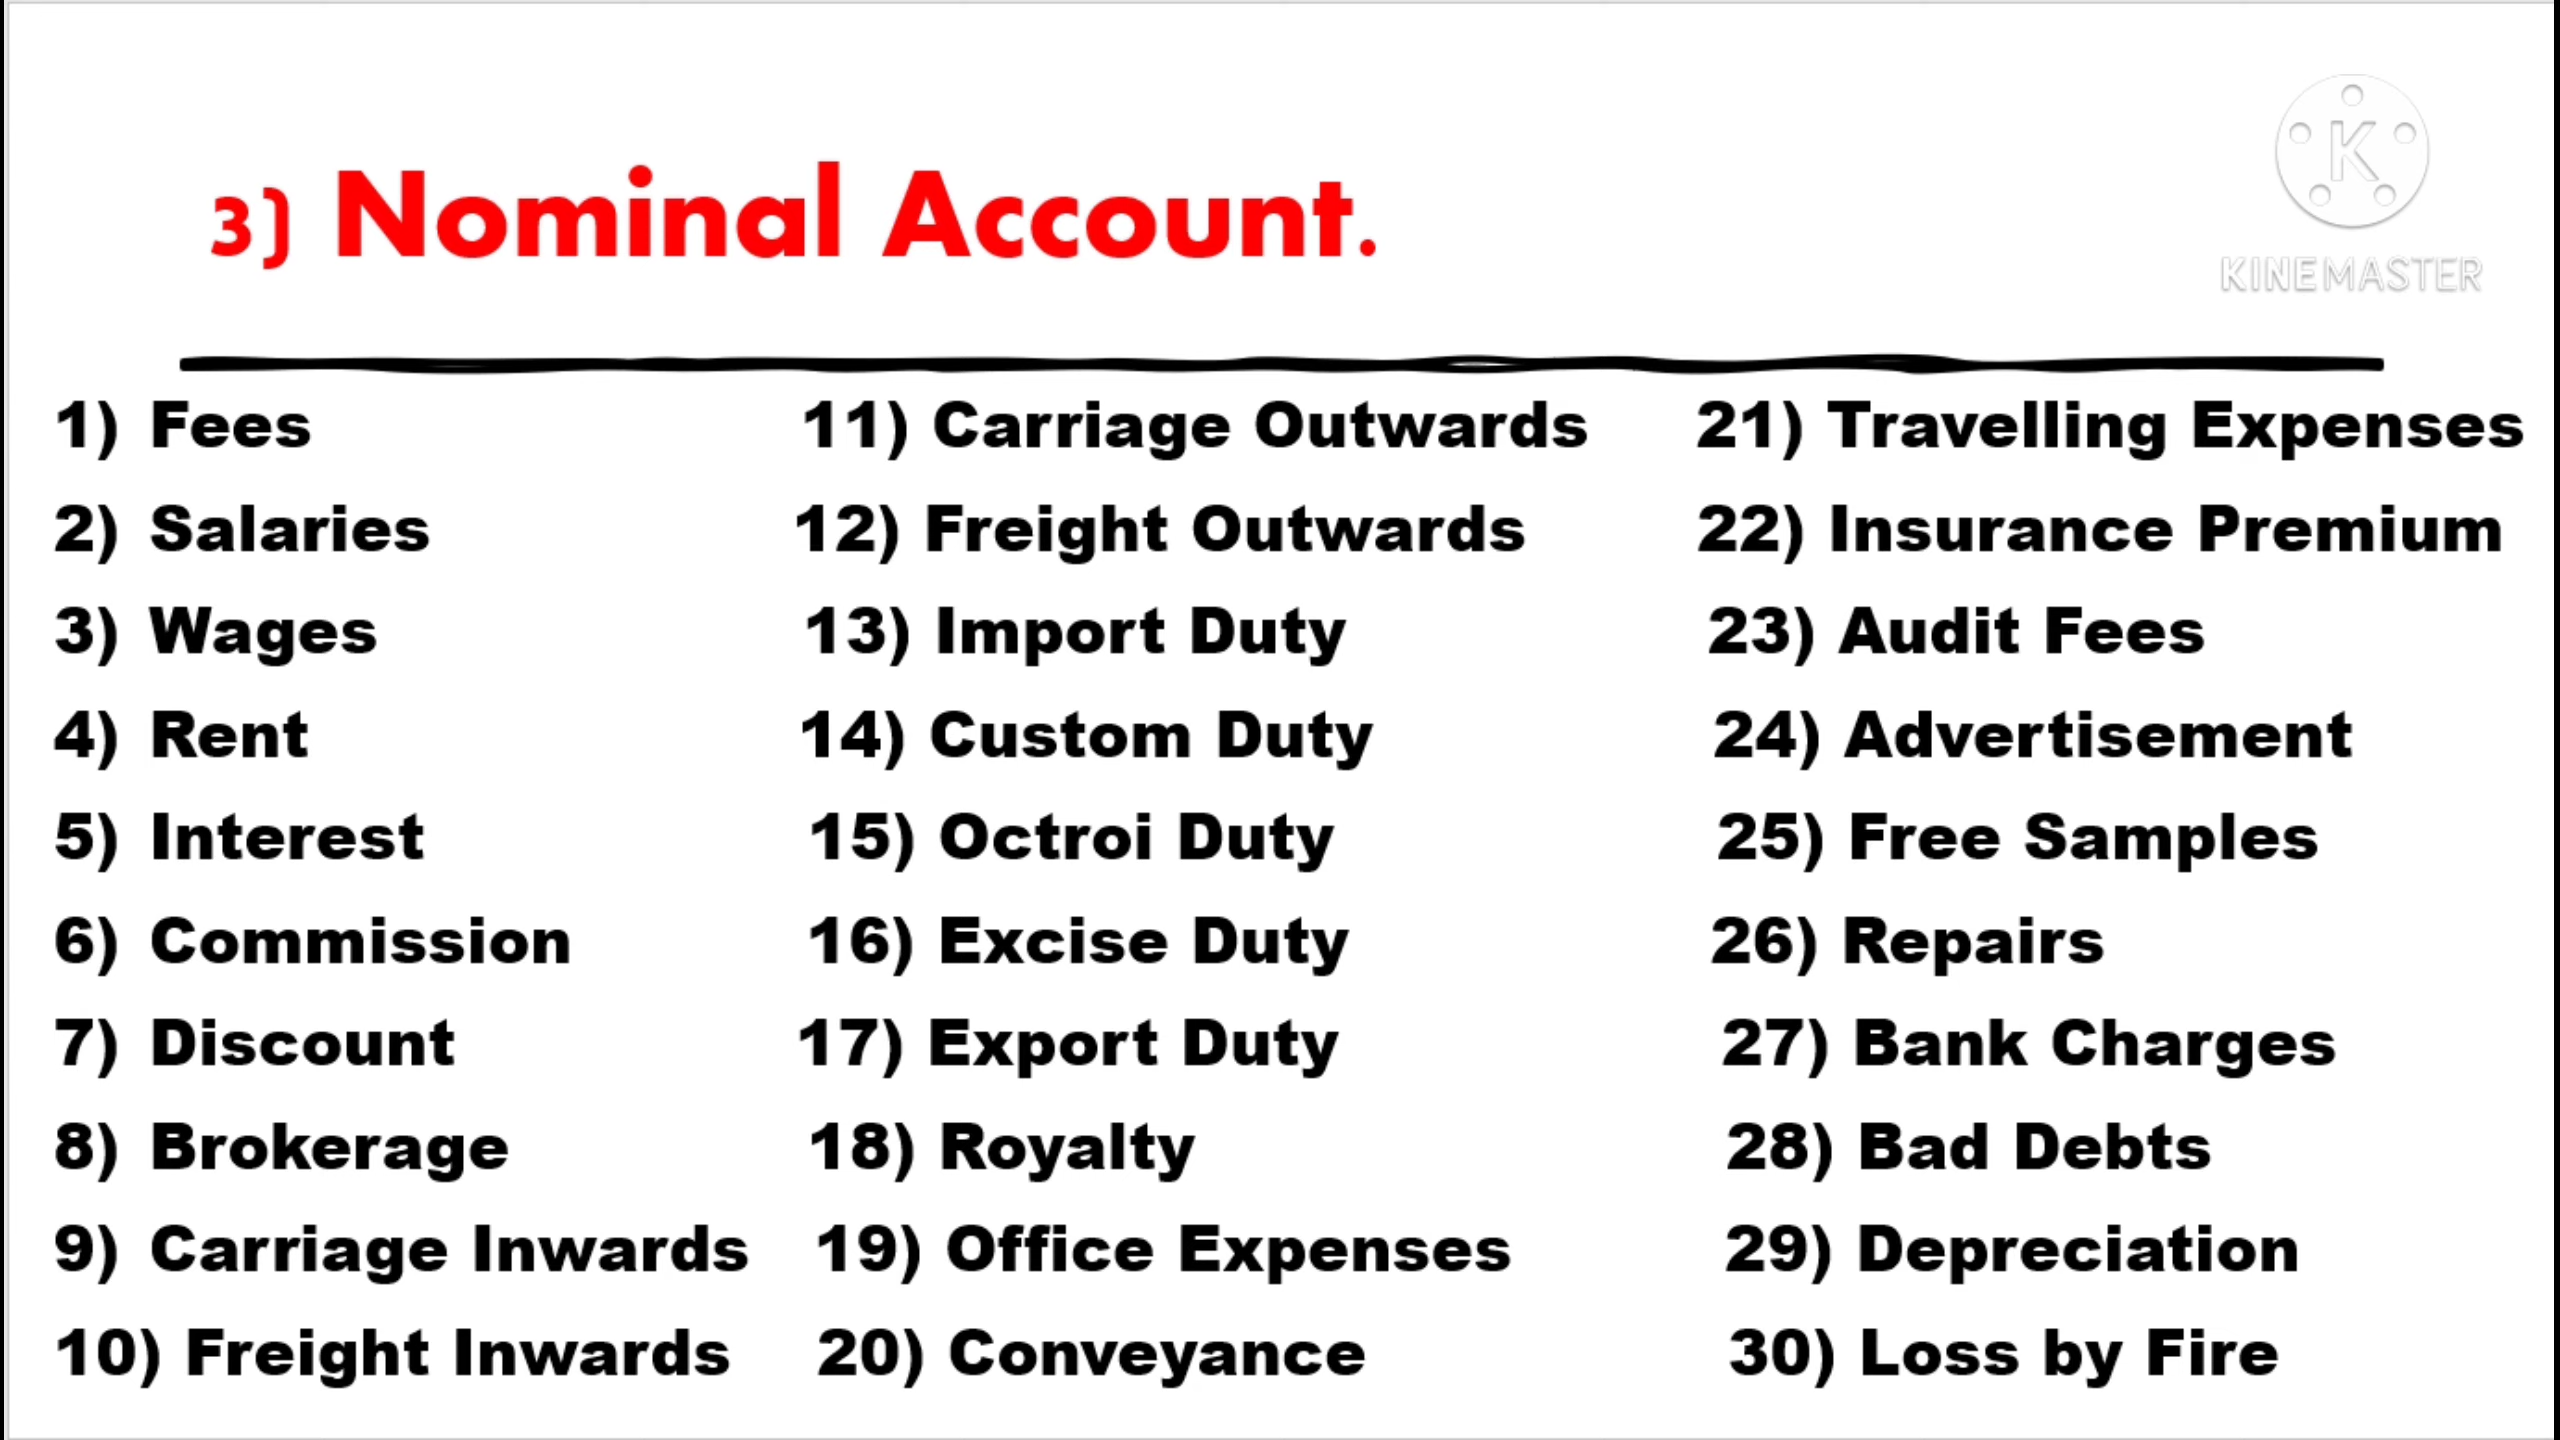 3) Nominal Account.
K
KINEMASTER
1) Fees
2) Salaries
3) Wages
4) Rent
5) Interest
6) Commission
7) Discount
8) Brokerage
9) Carriage Inwards
10) Freight Inwards
11) Carriage Outwards
12) Freight Outwards
13) Import Duty
14) Custom Duty
15) Octroi Duty
16) Excise Duty
17) Export Duty
18) Royalty
19) Office Expenses
20) Conveyance
21) Travelling Expenses
22) Insurance Premium
23) Audit Fees
24) Advertisement
25) Free Samples
26) Repairs
27) Bank Charges
28) Bad Debts
29) Depreciation
30) Loss by Fire